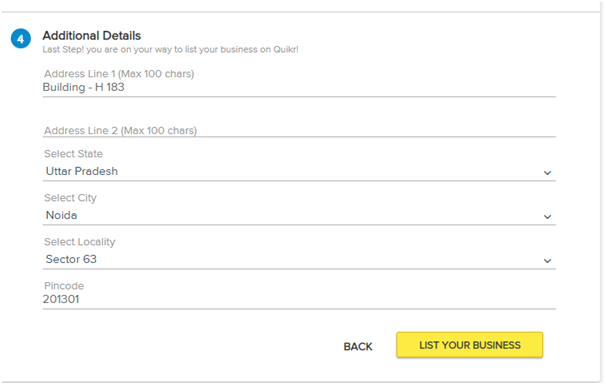 4
Additional Details
Last Step! you are on your way to list your business on Quikr!
Address Line 1 (Max 100 chars)
Building - H 183
Address Line 2 (Max 100 chars)
Select State
Uttar Pradesh
Select City
Noida
Select Locality
Sector 63
Pincode
201301
BACK LIST YOUR BUSINESS